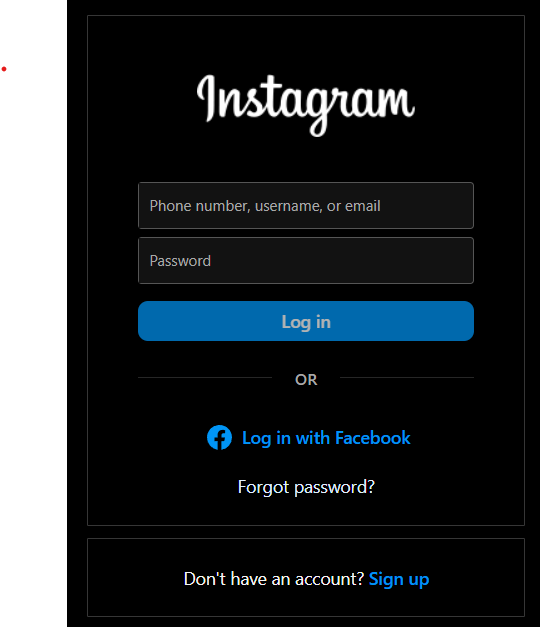 Instagram
Phone number, username, or email
Password
Log in
OR
Log in with Facebook
Forgot password?
Don't have an account? Sign up